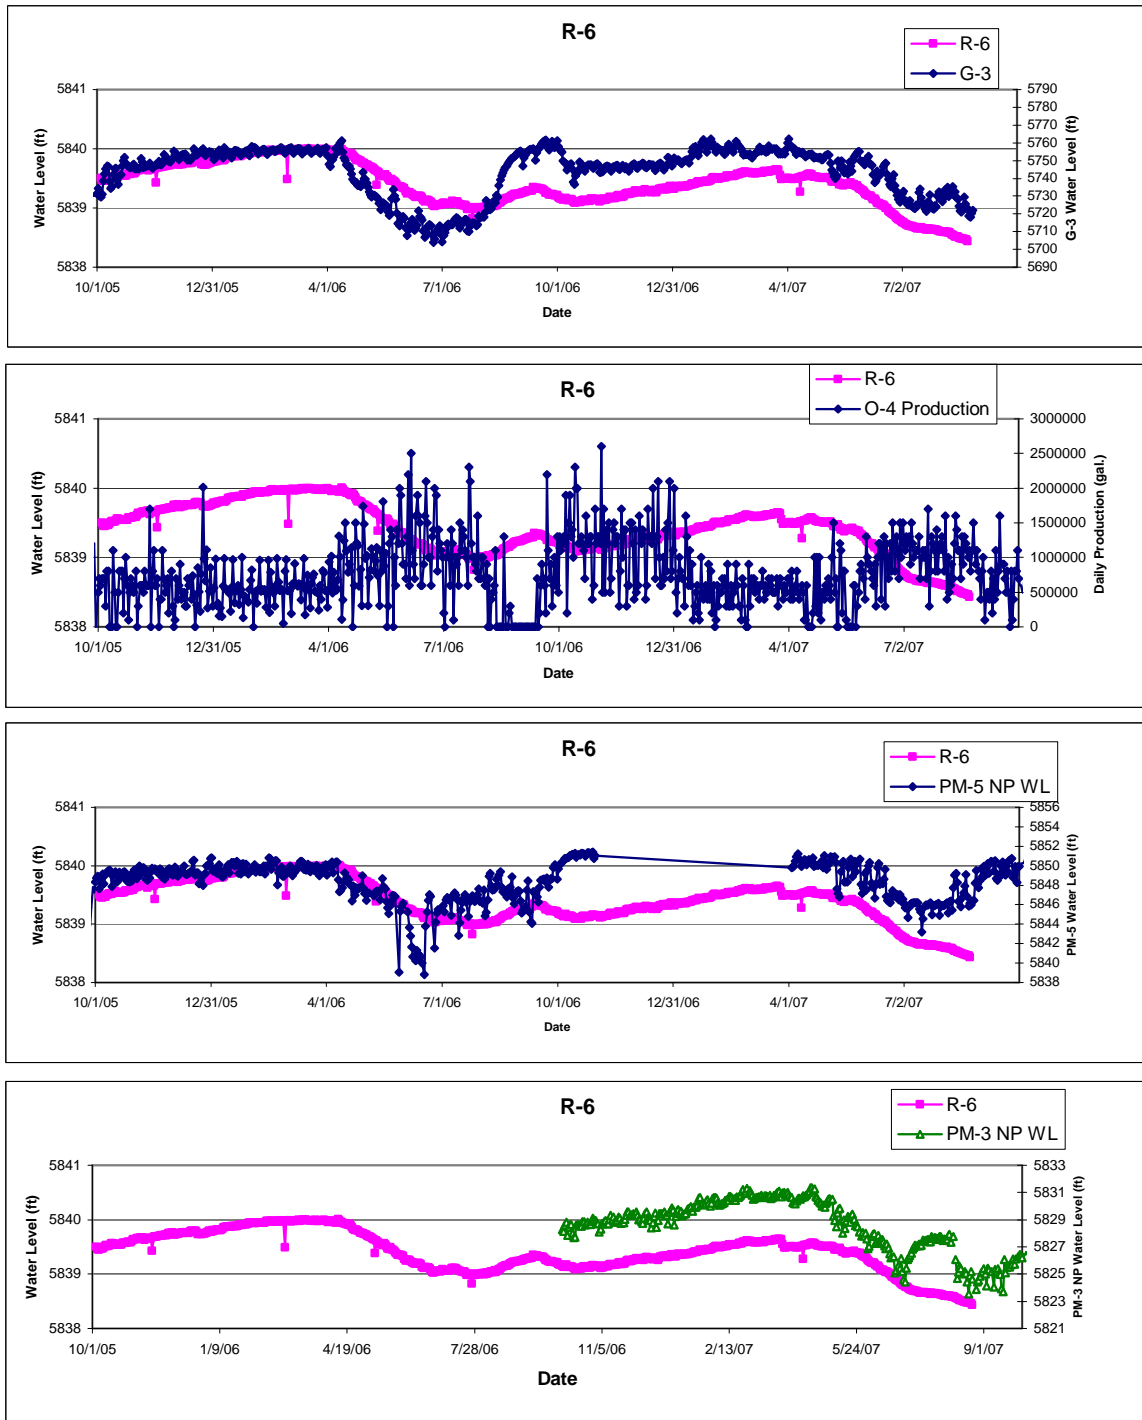 R-6
R-6
G-3
5841
5840
5839
5838
Water Level (ft)
5790
5780
5770
5760
5750
5740
5730
5720
5710
5700
5690
G-3 Water Level (ft)
10/1/05 12/31/05 4/1/06 7/1/06 10/1/06 12/31/06 4/1/07 7/2/07
Date
R-6
R-6
O-4 Production
5841
5840
5839
5838
Water Level (ft)
3000000
2500000
2000000
1500000
1000000
500000
0
Daily Production (gal.)
10/1/05 12/31/05 4/1/06 7/1/06 10/1/06 12/31/06 4/1/07 7/2/07
Date
R-6
R-6
PM-5 NP WL
5841
5840
5839
5838
Water Level (ft)
5856
5854
5852
5850
5848
5846
5844
5842
5840
5838
PM-5 Water Level (ft)
10/1/05 12/31/05 4/1/06 7/1/06 10/1/06 12/31/06 4/1/07 7/2/07
Date
R-6
R-6
PM-3 NP WL
5841
5840
5839
5838
Water Level (ft)
5833
5831
5829
5827
5825
5823
5821
PM-3 NP Water Level (ft)
10/1/05 1/9/06 4/19/06 7/28/06 11/5/06 2/13/07 5/24/07 9/1/07
Date